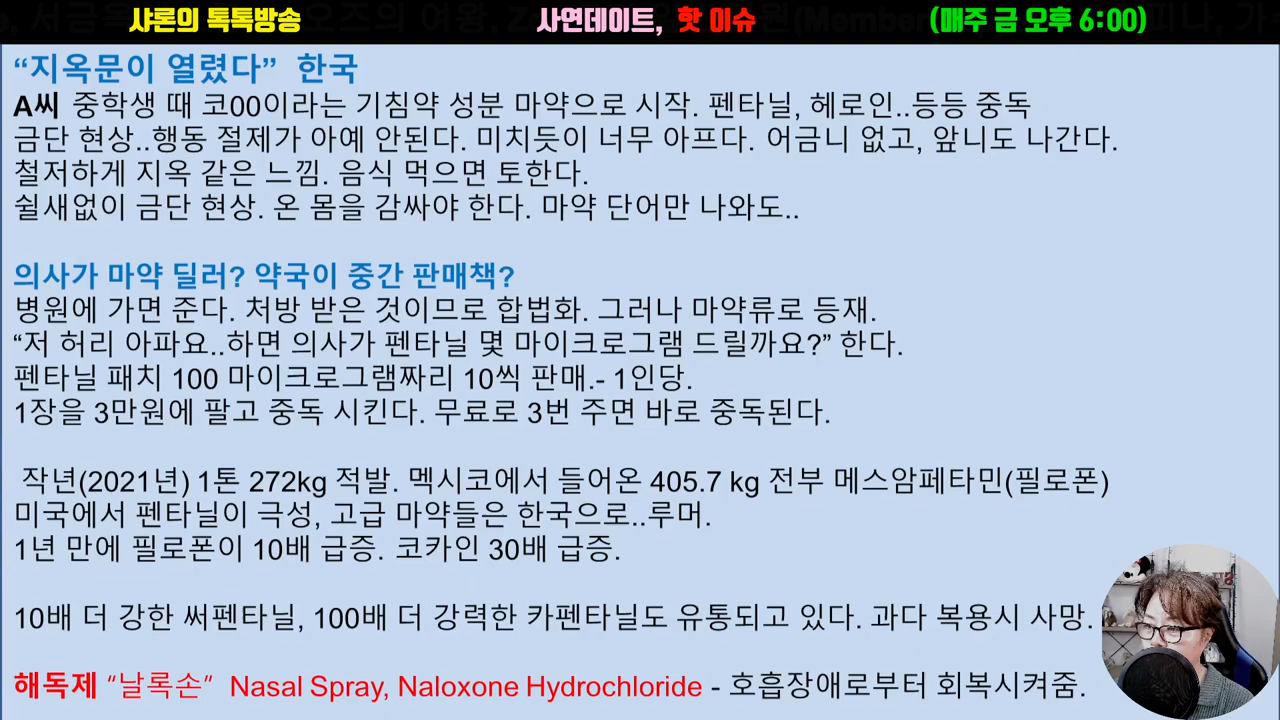 샤론의 톡톡방송 사연데이트, 핫 이슈 (매주 금 오후 6:00)
“지옥문이 열렸다” 한국
A씨 중학생 때 코00이라는 기침약 성분 마약으로 시작. 펜타닐, 헤로인..등등 중독
금단 현상..행동 절제가 아예 안된다. 미치듯이 너무 아프다. 어금니 없고, 앞니도 나간다.
철저하게 지옥 같은 느낌. 음식 먹으면 토한다.
쉴새없이 금단 현상. 온 몸을 감싸야 한다. 마약 단어만 나와도..
의사가 마약 딜러? 약국이 중간 판매책?
병원에 가면 준다. 처방 받은 것이므로 합법화. 그러나 마약류로 등재.
“저 허리 아파요..하면 의사가 펜타닐 몇 마이크로그램 드릴까요?” 한다.
펜타닐 패치 100 마이크로그램짜리 10씩 판매.- 1인당.
1장을 3만원에 팔고 중독 시킨다. 무료로 3번 주면 바로 중독된다.
작년(2021년) 1톤 272kg 적발. 멕시코에서 들어온 405.7 kg 전부 메스암페타민(필로폰)
미국에서 펜타닐이 극성, 고급 마약들은 한국으로..루머.
1년 만에 필로폰이 10배 급증. 코카인 30배 급증.
10배 더 강한 써펜타닐, 100배 더 강력한 카펜타닐도 유통되고 있다. 과다 복용시 사망.
해독제 “날록손” Nasal Spray, Naloxone Hydrochloride - 호흡장애로부터 회복시켜줌.